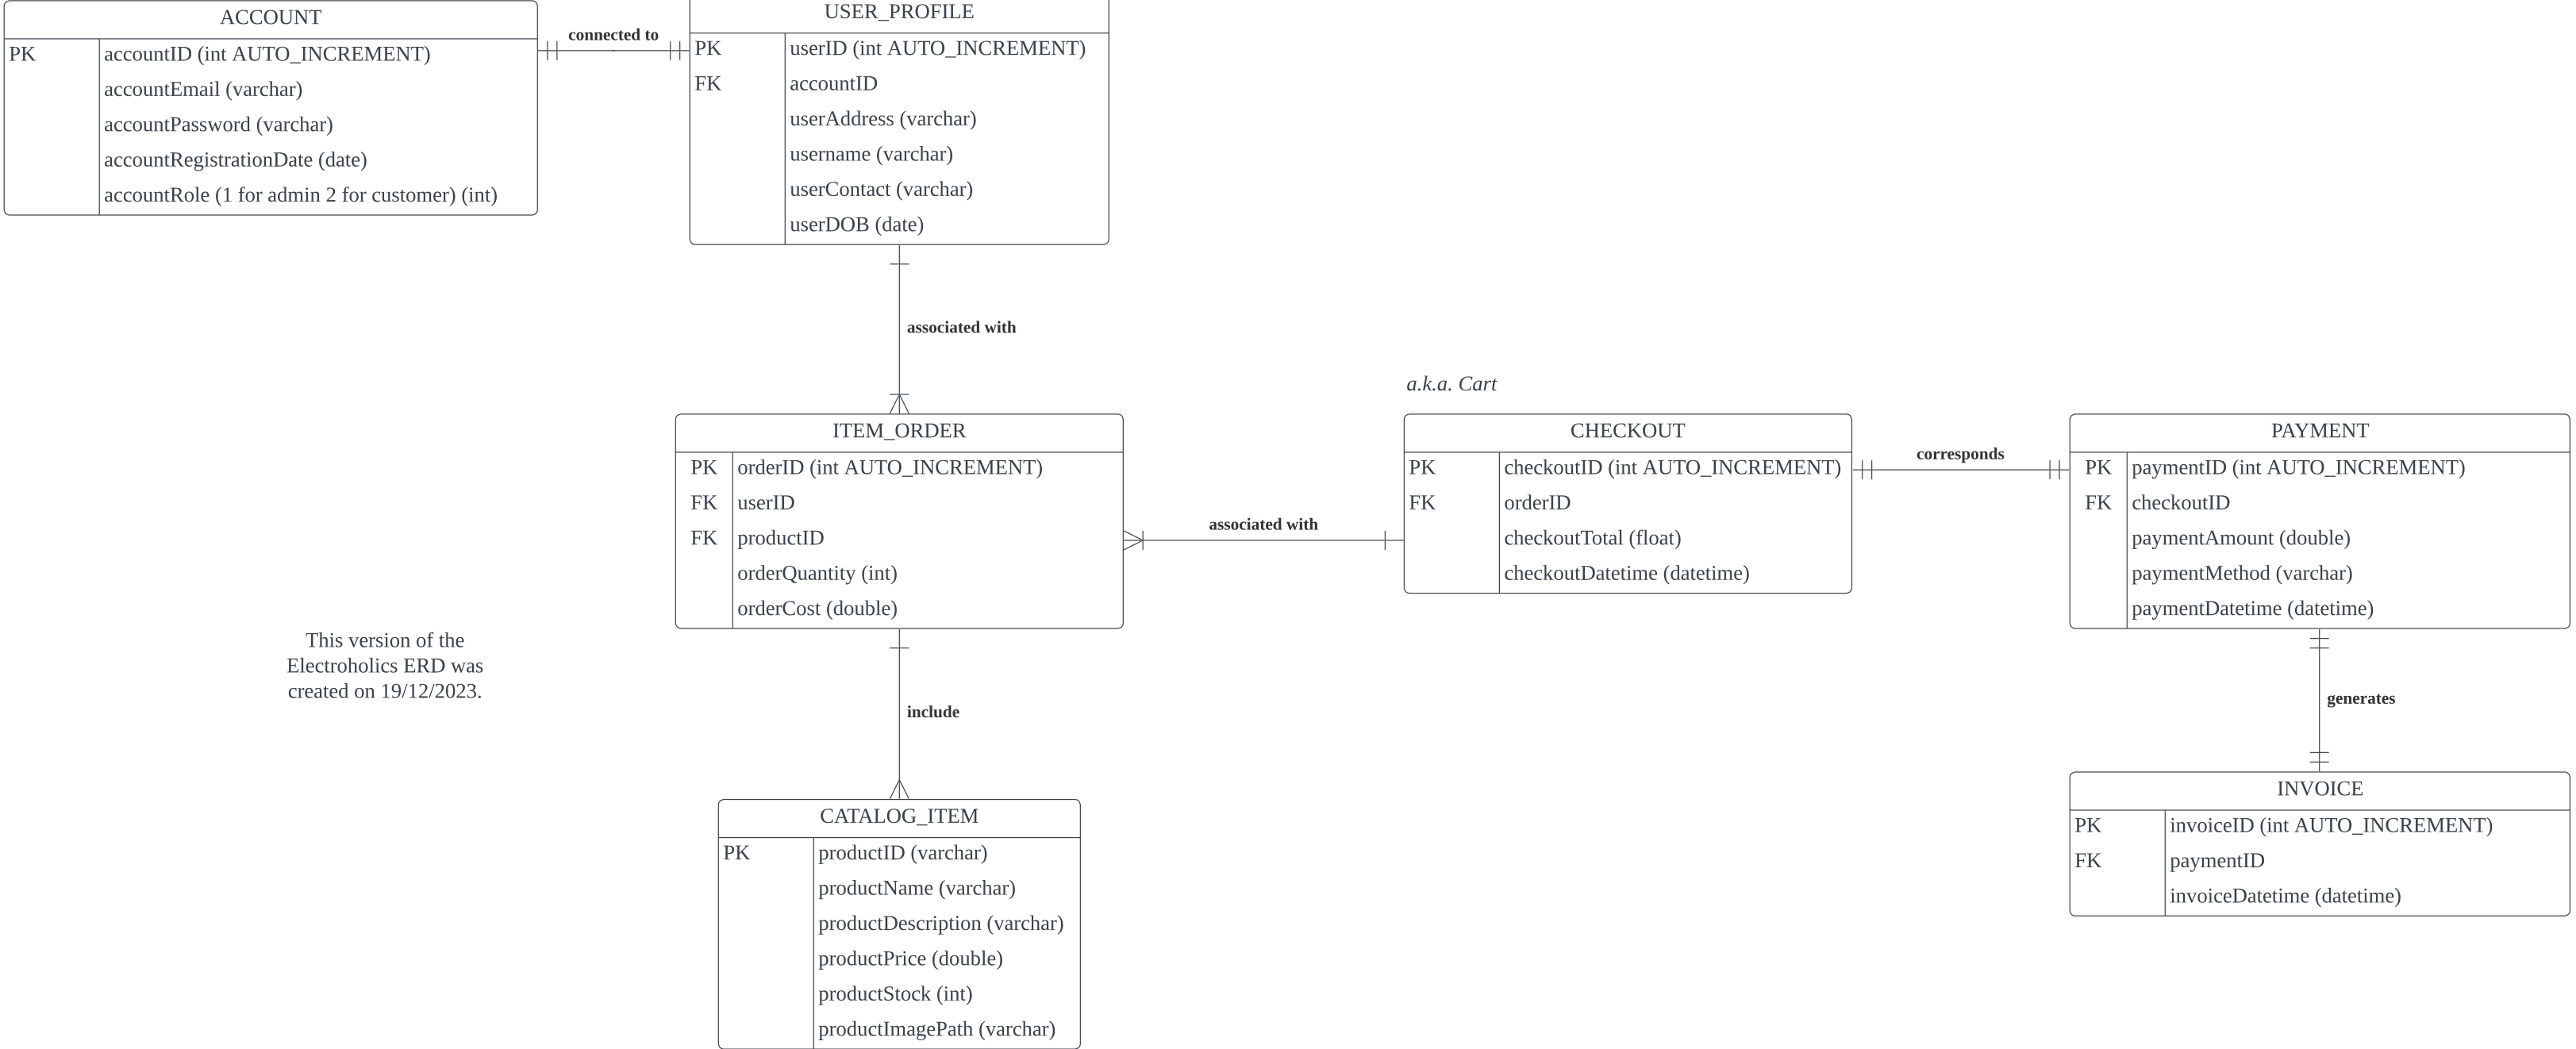 ACCOUNT
PK accountID (int AUTO_INCREMENT)
accountEmail (varchar)
accountPassword (varchar)
accountRegistrationDate (date)
accountRole (1 for admin 2 for customer) (int)
connected to
USER_PROFILE
PK userID (int AUTO_INCREMENT)
FK accountID
userAddress (varchar)
username (varchar)
userContact (varchar)
userDOB (date)
associated with
ITEM_ORDER
PK orderID (int AUTO_INCREMENT)
FK userID
FK productID
orderQuantity (int)
orderCost (double)
associated with
a.k.a. Cart
CHECKOUT
PK checkoutID (int AUTO_INCREMENT)
FK orderID
checkoutTotal (float)
checkoutDatetime (datetime)
corresponds
PAYMENT
PK paymentID (int AUTO_INCREMENT)
FK checkoutID
paymentAmount (double)
paymentMethod (varchar)
paymentDatetime (datetime)
This version of the
Electroholics ERD was
created on 19/12/2023.
include
generates
CATALOG_ITEM
PK productID (varchar)
productName (varchar)
productDescription (varchar)
productPrice (double)
productStock (int)
productImagePath (varchar)
INVOICE
PK invoiceID (int AUTO_INCREMENT)
FK paymentID
invoiceDatetime (datetime)